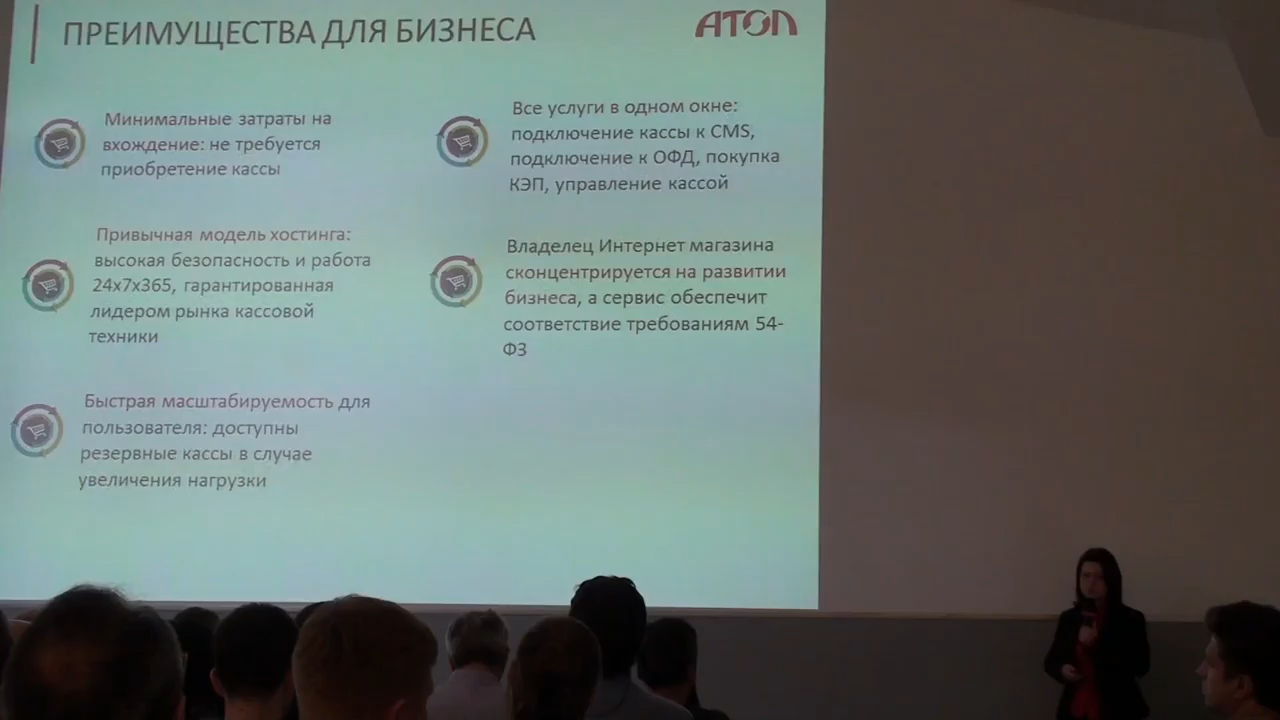 ПРЕИМУЩЕСТВА ДЛЯ БИЗНЕСА
АТОЛ
Минимальные затраты на
вхождение: не требуется
приобретение кассы
Привычная модель хостинга:
высокая безопасность и работа
24x7x365, гарантированная
лидером рынка кассовой
техники
Быстрая масштабируемость для
пользователя: доступны
резервные кассы в случае
увеличения нагрузки
Все услуги в одном окне:
подключение кассы к CMS,
подключение к ОФД, покупка
КЭП, управление кассой
Владелец Интернет магазина
сконцентрируется на развитии
бизнеса, а сервис обеспечит
соответствие требованиям 54-
ФЗ